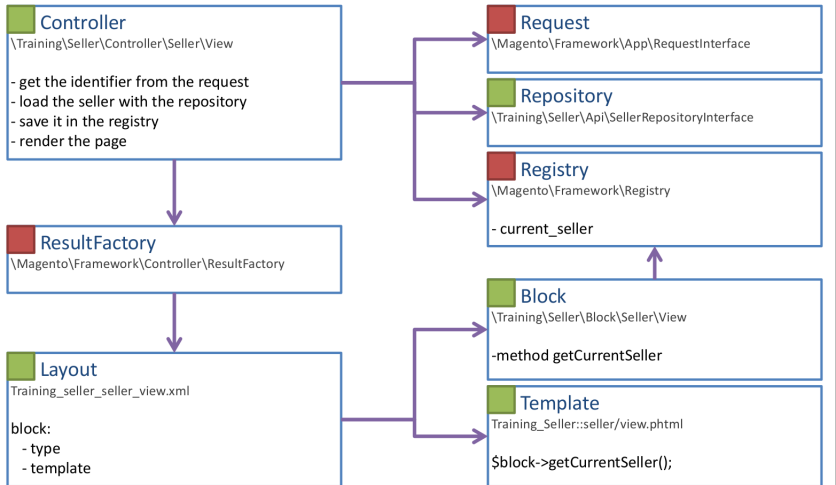 Controller
\Training\Seller\Controller\Seller\View
- get the identifier from the request
- load the seller with the repository
- save it in the registry
- render the page
Request
\Magento\Framework\App\RequestInterface
Repository
\Training\Seller\Api\SellerRepositoryInterface
Registry
\Magento\Framework\Registry
- current_seller
ResultFactory
\Magento\Framework\Controller\ResultFactory
Block
\Training\Seller\Block\Seller\View
-method getCurrentSeller
Layout
Training_seller_seller_view.xml
block:
- type
- template
Template
Training_Seller::seller/view.phtml
$block->getCurrentSeller();